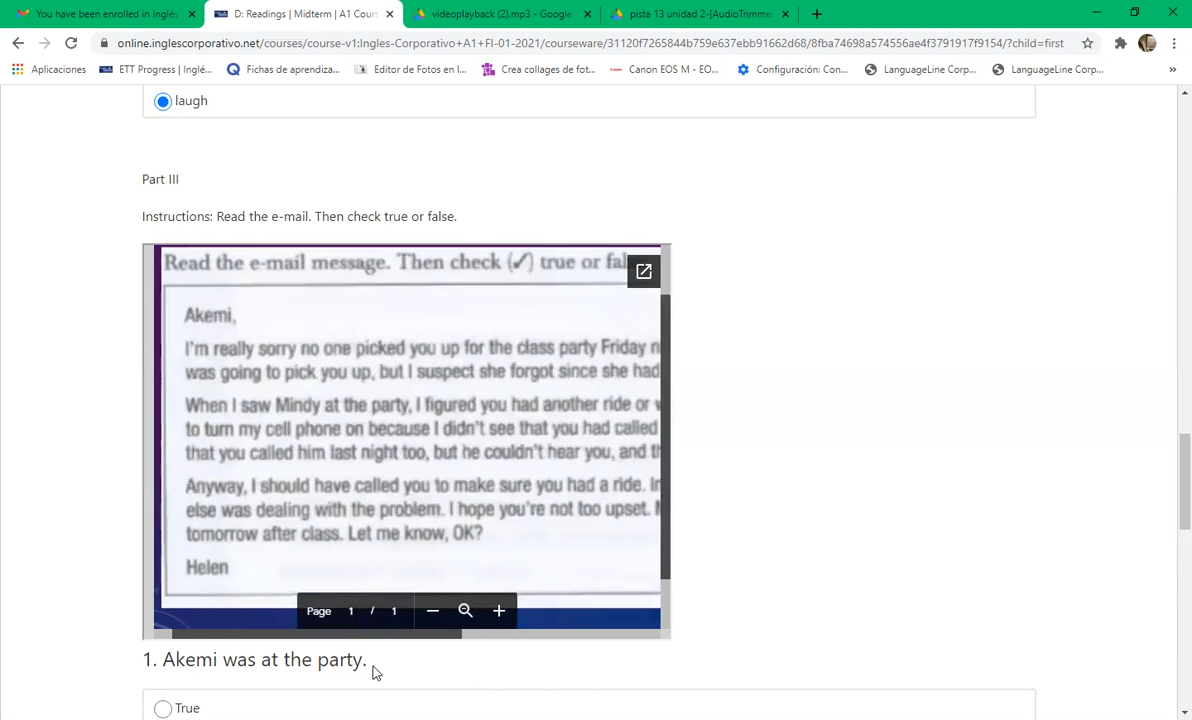 You have been enrolled in Inglés
D: Readings | Midterm | A1 Cour
videoplayback (2).mp3 - Google
pista 13 unidad 2-[AudioTrimme
online.inglescorporativo.net/courses/course-v1:Ingles-Corporativo+A1+FI-01-2021/courseware/31120f7265844b759e637ebb91662d68/8fba74698a574556ae4f3791917f9154/?child=first
Aplicaciones
ETT Progress | Inglé...
Fichas de aprendiza...
Editor de Fotos en l...
Crea collages de fot...
Canon EOS M - EO...
Configuración: Con...
LanguageLine Corp...
LanguageLine Corp...
laugh
Part III
Instructions: Read the e-mail. Then check true or false.
Read the e-mail message. Then check (✓) true or fal
Akemi,
I'm really sorry no one picked you up for the class party Friday n
was going to pick you up, but I suspect she forgot since she had
When I saw Mindy at the party, I figured you had another ride or
to turn my cell phone on because I didn't see that you had called
that you called him last night too, but he couldn't hear you, and th
Anyway, I should have called you to make sure you had a ride. In
else was dealing with the problem. I hope you're not too upset.
tomorrow after class. Let me know, OK?
Helen
Page 1 / 1
1. Akemi was at the party.
True